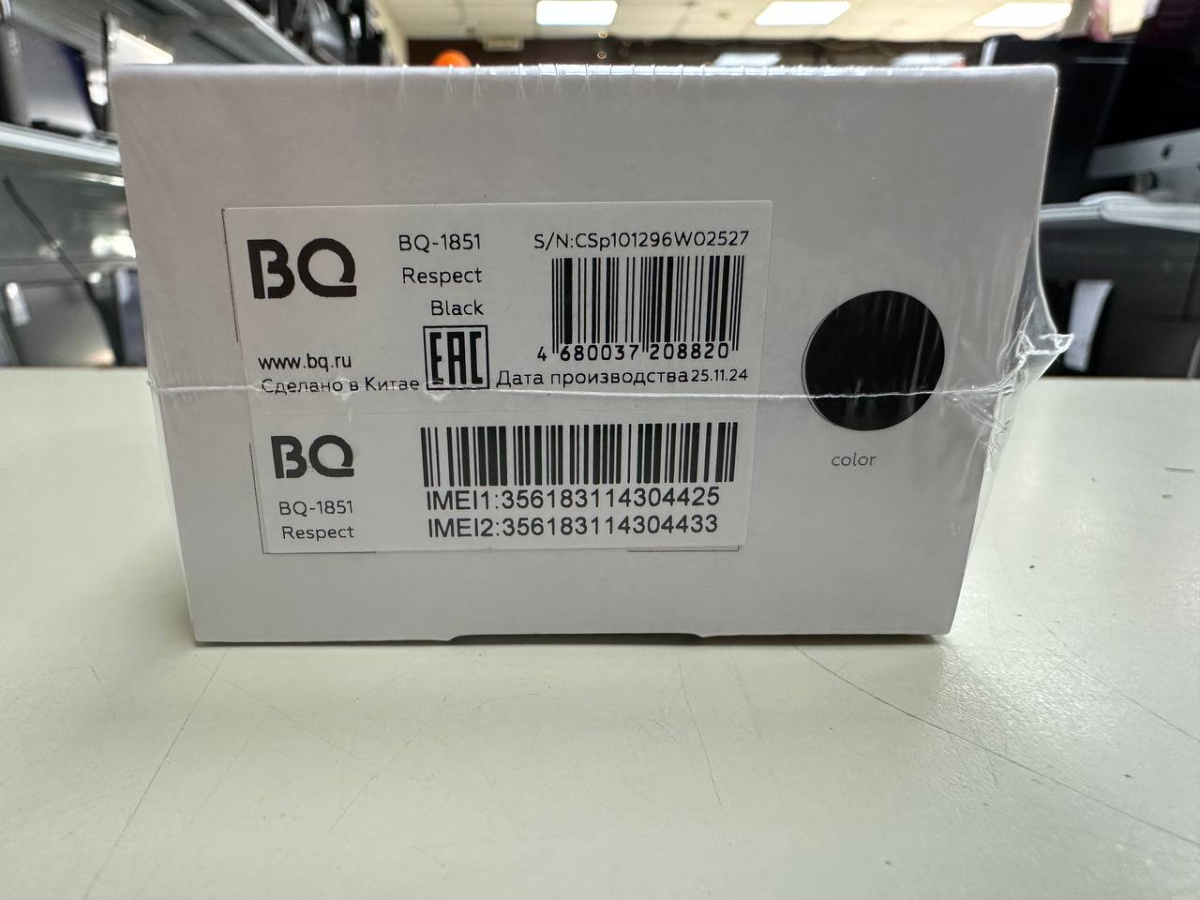 BQ
BQ-1851
Respect
Black
S/N:CSp101296W02527
4 680037 208820
www.bq.ru
Сделано в Китае
EAC
Дата производства 25.11.24
BQ
BQ-1851
Respect
IMEI1:356183114304425
IMEI2:356183114304433
color